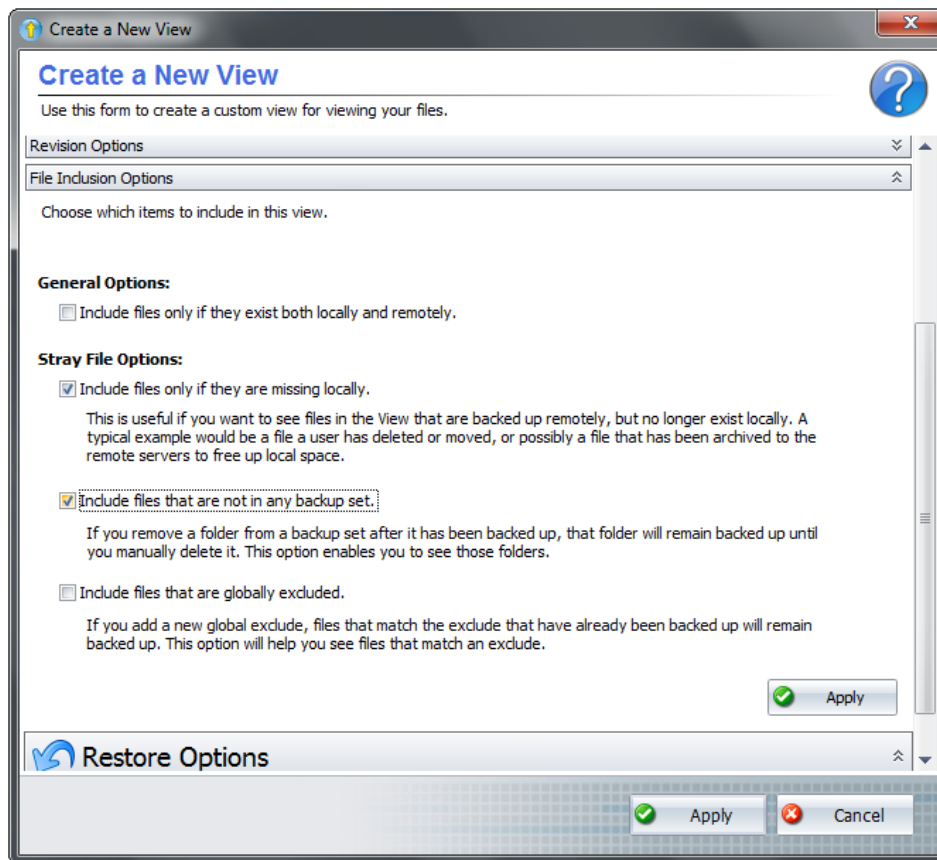 Create a New View
Create a New View
Use this form to create a custom view for viewing your files.
Revision Options
File Inclusion Options
Choose which items to include in this view.
General Options:
Include files only if they exist both locally and remotely.
Stray File Options:
Include files only if they are missing locally.
This is useful if you want to see files in the View that are backed up remotely, but no longer exist locally. A
typical example would be a file a user has deleted or moved, or possibly a file that has been archived to the
remote servers to free up local space.
Include files that are not in any backup set.
If you remove a folder from a backup set after it has been backed up, that folder will remain backed up until
you manually delete it. This option enables you to see those folders.
Include files that are globally excluded.
If you add a new global exclude, files that match the exclude that have already been backed up will remain
backed up. This option will help you see files that match an exclude.
Apply
Restore Options
Apply
Cancel